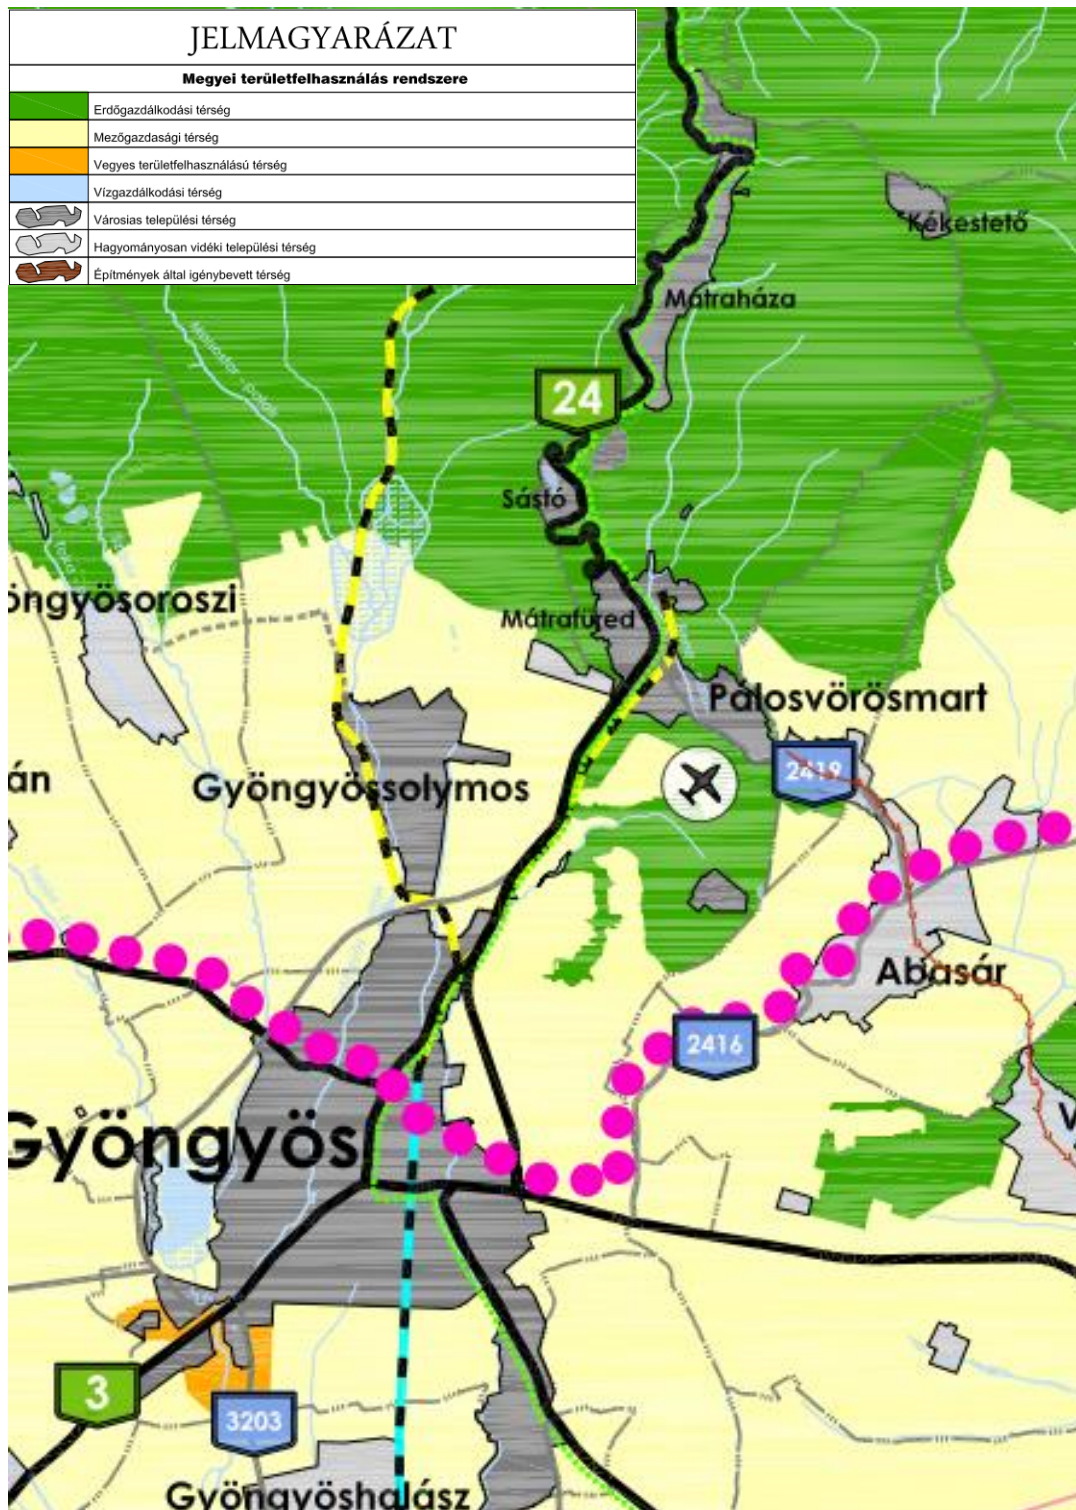 JELMAGYARÁZAT
Megyei területfelhasználás rendszere
Erdőgazdálkodási térség
Mezőgazdasági térség
Vegyes területfelhasználású térség
Vízgazdálkodási térség
Városias települési térség
Hagyományosan vidéki települési térség
Építmények által igénybevett térség
Kékestető
Mátraháza
24
Sástó
öngyösoroszi
Mátrafüred
Pálosvörösmart
2419
án
Gyöngyössolymos
Abasár
2416
Gyöngyös
V
3
3203
Gyöngyöshalász